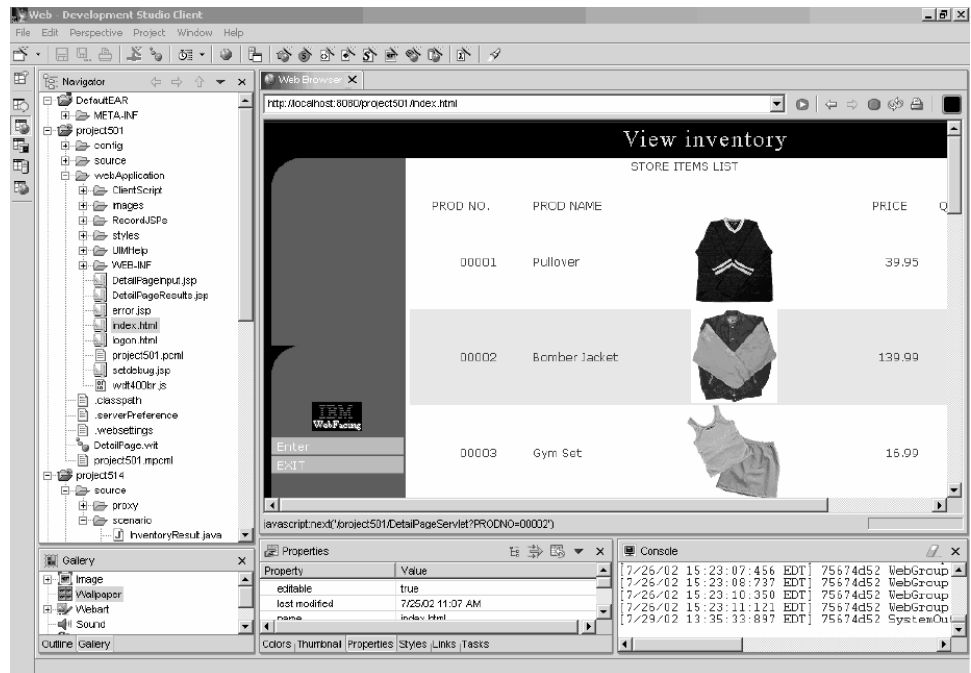 Web - Development Studio Client
File Edit Perspective Project Window Help
Navigator
DefaultEAR
META-INF
project501
config
source
webApplication
ClientScript
images
RecordJSPs
styles
UIMHelp
WEB-INF
DetailPageInput.jsp
DetailPageResults.jsp
error.jsp
index.html
logon.html
project501.pcml
setdebug.jsp
wdt400br.js
.classpath
.serverPreference
.websettings
DetailPage.wit
project501.mpcml
project514
source
proxy
scenario
InventoryResult.java
Gallery
Image
Wallpaper
Webart
Sound
Outline Gallery
Web Browser
http://localhost:8080/project501/index.html
View inventory
STORE ITEMS LIST
PROD NO. PROD NAME PRICE Q
00001 Pullover 39.95
00002 Bomber Jacket 139.99
00003 Gym Set 16.99
IBM
WebFacing
Enter
EXIT
javascript:next('/project501/DetailPageServlet?PRODNO=00002')
Properties
Property Value
editable true
last modified 7/25/02 11:07 AM
name index.html
Colors Thumbnail Properties Styles Links Tasks
Console
[7/26/02 15:23:07:456 EDT] 75674d52 WebGroup
[7/26/02 15:23:08:737 EDT] 75674d52 WebGroup
[7/26/02 15:23:10:350 EDT] 75674d52 WebGroup
[7/26/02 15:23:11:121 EDT] 75674d52 WebGroup
[7/29/02 13:35:33:897 EDT] 75674d52 SystemOu